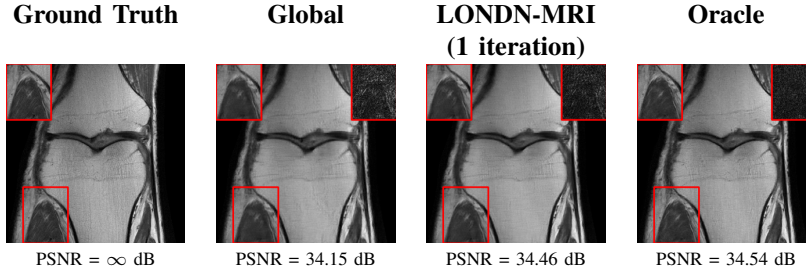 Ground Truth
Global
LONDN-MRI
(1 iteration)
Oracle
PSNR = ∞ dB
PSNR = 34.15 dB
PSNR = 34.46 dB
PSNR = 34.54 dB